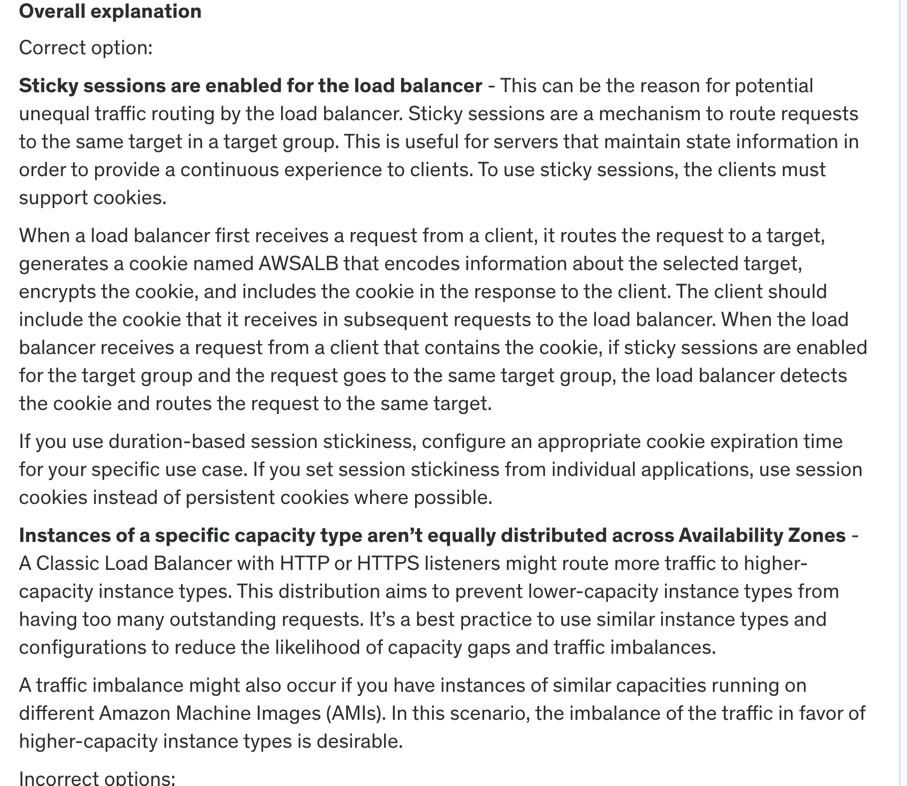 Overall explanation
Correct option:
Sticky sessions are enabled for the load balancer - This can be the reason for potential
unequal traffic routing by the load balancer. Sticky sessions are a mechanism to route requests
to the same target in a target group. This is useful for servers that maintain state information in
order to provide a continuous experience to clients. To use sticky sessions, the clients must
support cookies.
When a load balancer first receives a request from a client, it routes the request to a target,
generates a cookie named AWSALB that encodes information about the selected target,
encrypts the cookie, and includes the cookie in the response to the client. The client should
include the cookie that it receives in subsequent requests to the load balancer. When the load
balancer receives a request from a client that contains the cookie, if sticky sessions are enabled
for the target group and the request goes to the same target group, the load balancer detects
the cookie and routes the request to the same target.
If you use duration-based session stickiness, configure an appropriate cookie expiration time
for your specific use case. If you set session stickiness from individual applications, use session
cookies instead of persistent cookies where possible.
Instances of a specific capacity type aren’t equally distributed across Availability Zones -
A Classic Load Balancer with HTTP or HTTPS listeners might route more traffic to higher-
capacity instance types. This distribution aims to prevent lower-capacity instance types from
having too many outstanding requests. It’s a best practice to use similar instance types and
configurations to reduce the likelihood of capacity gaps and traffic imbalances.
A traffic imbalance might also occur if you have instances of similar capacities running on
different Amazon Machine Images (AMIs). In this scenario, the imbalance of the traffic in favor of
higher-capacity instance types is desirable.
Incorrect options: